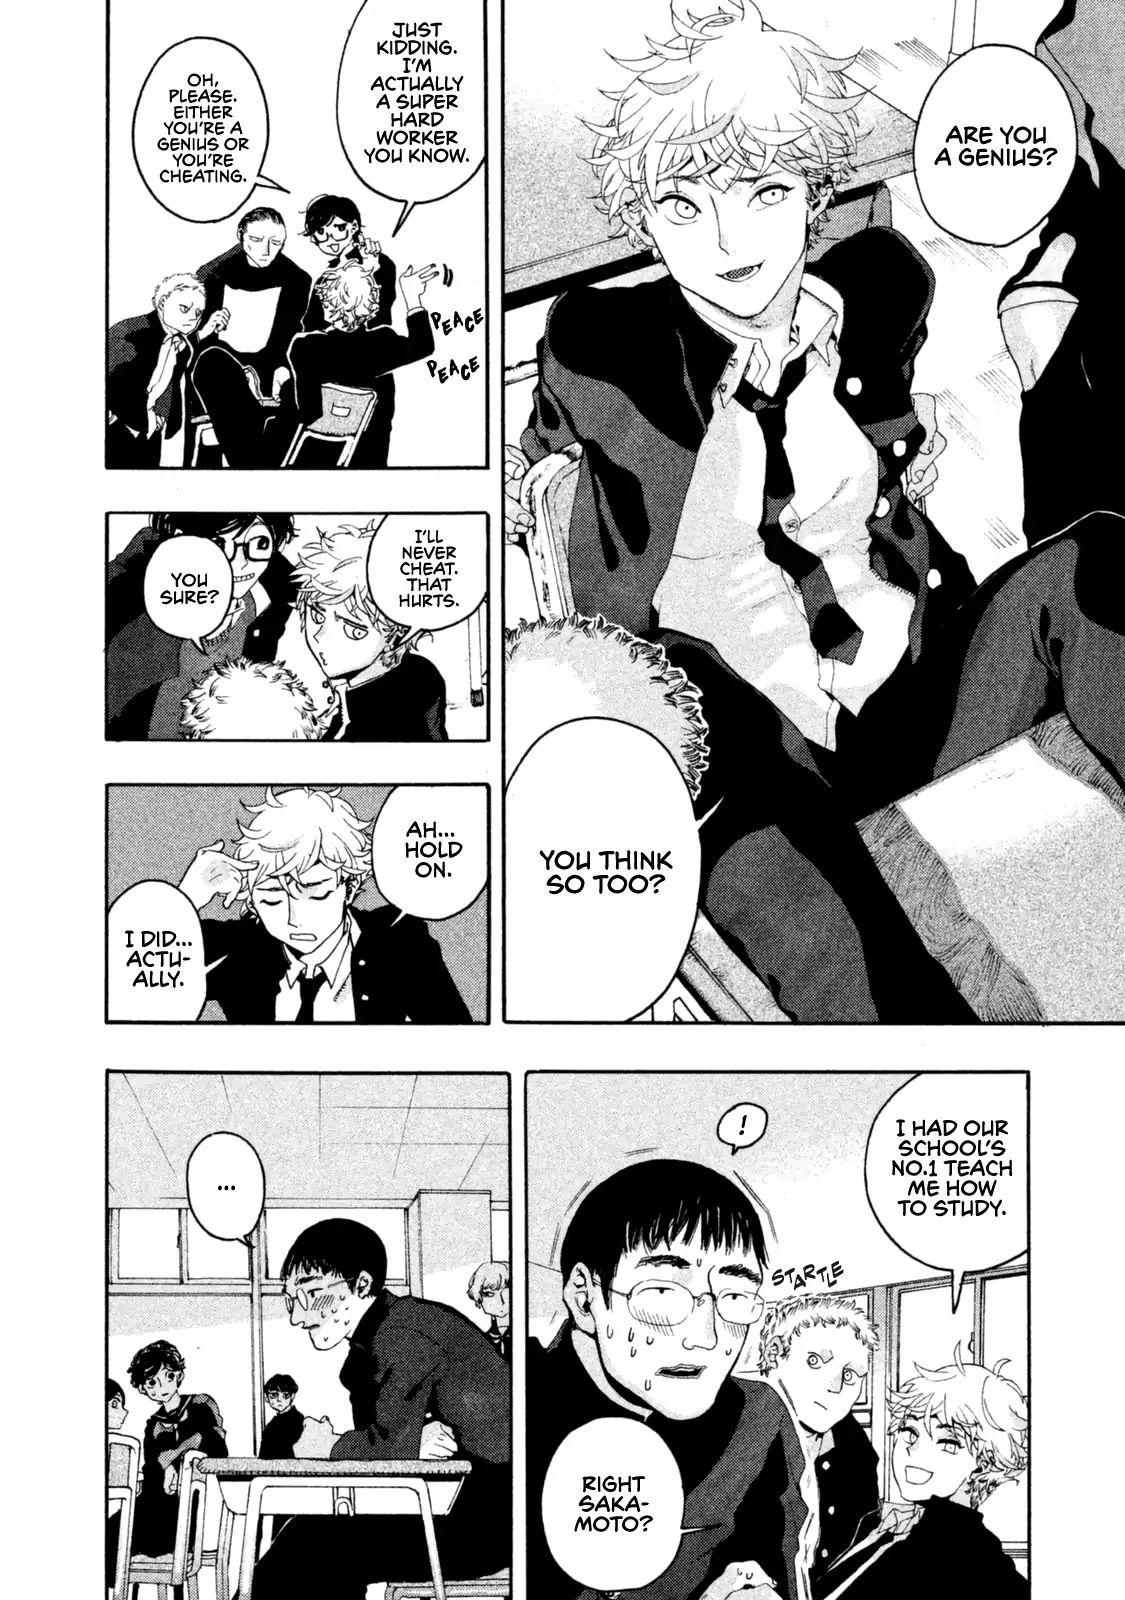 ARE YOU
A GENIUS?
YOU THINK
SO TOO?
JUST
KIDDING.
I'M
ACTUALLY
A SUPER
HARD
WORKER
YOU KNOW.
OH,
PLEASE.
EITHER
YOU'RE A
GENIUS OR
YOU'RE
CHEATING.
PEACE
PEACE
I'LL
NEVER
CHEAT.
THAT
HURTS.
YOU
SURE?
AH...
HOLD
ON.
I DID...
ACTU-
ALLY.
I HAD OUR
SCHOOL'S
NO.1 TEACH
ME HOW
TO STUDY.
!
STARTLE
RIGHT
SAKA-
MOTO?
...